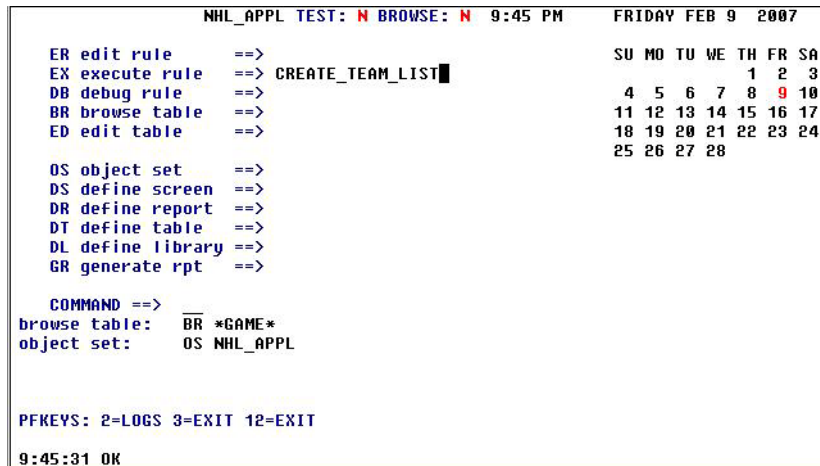 NHL_APPL TEST: N BROWSE: N 9:45 PM FRIDAY FEB 9 2007
ER edit rule ==> SU MO TU WE TH FR SA
EX execute rule ==> CREATE_TEAM_LIST 1 2 3
DB debug rule ==> 4 5 6 7 8 9 10
BR browse table ==> 11 12 13 14 15 16 17
ED edit table ==> 18 19 20 21 22 23 24
25 26 27 28
OS object set ==>
DS define screen ==>
DR define report ==>
DT define table ==>
DL define library ==>
GR generate rpt ==>
COMMAND ==> __
browse table: BR *GAME*
object set: OS NHL_APPL
PFKEYS: 2=LOGS 3=EXIT 12=EXIT
9:45:31 OK